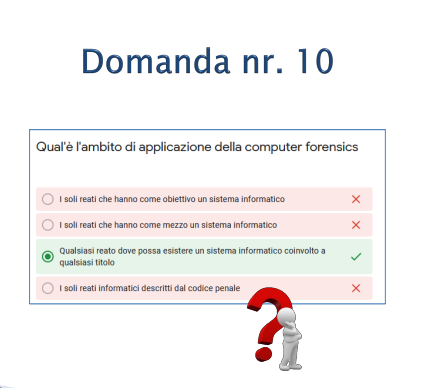 Domanda nr. 10
Qual'è l'ambito di applicazione della computer forensics
I soli reati che hanno come obiettivo un sistema informatico
I soli reati che hanno come mezzo un sistema informatico
Qualsiasi reato dove possa esistere un sistema informatico coinvolto a
qualsiasi titolo
I soli reati informatici descritti dal codice penale